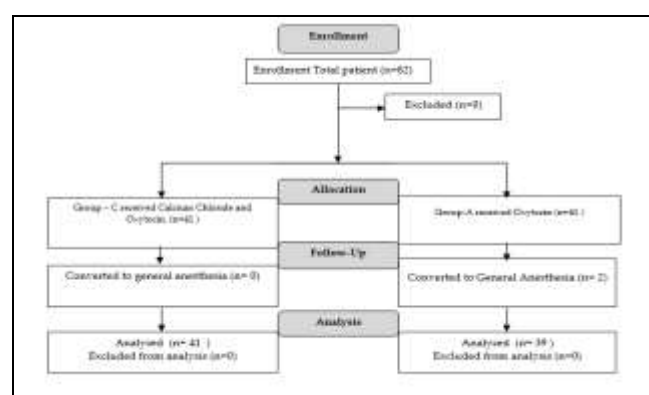 Enrollment
Enrollment Total patient (n=62)
Excluded (n=0)
Allocation
Group – C received Calcium Chloride and
Oxytocin, (n=41 )
Group-A received Oxytocin (n=41 )
Follow-Up
Converted to general anesthesia (n= 0)
Converted to General Anesthesia (n= 2)
Analysis
Analysed (n= 41 )
Excluded from analysis (n=0)
Analysed (n= 39 )
Excluded from analysis (n=0)